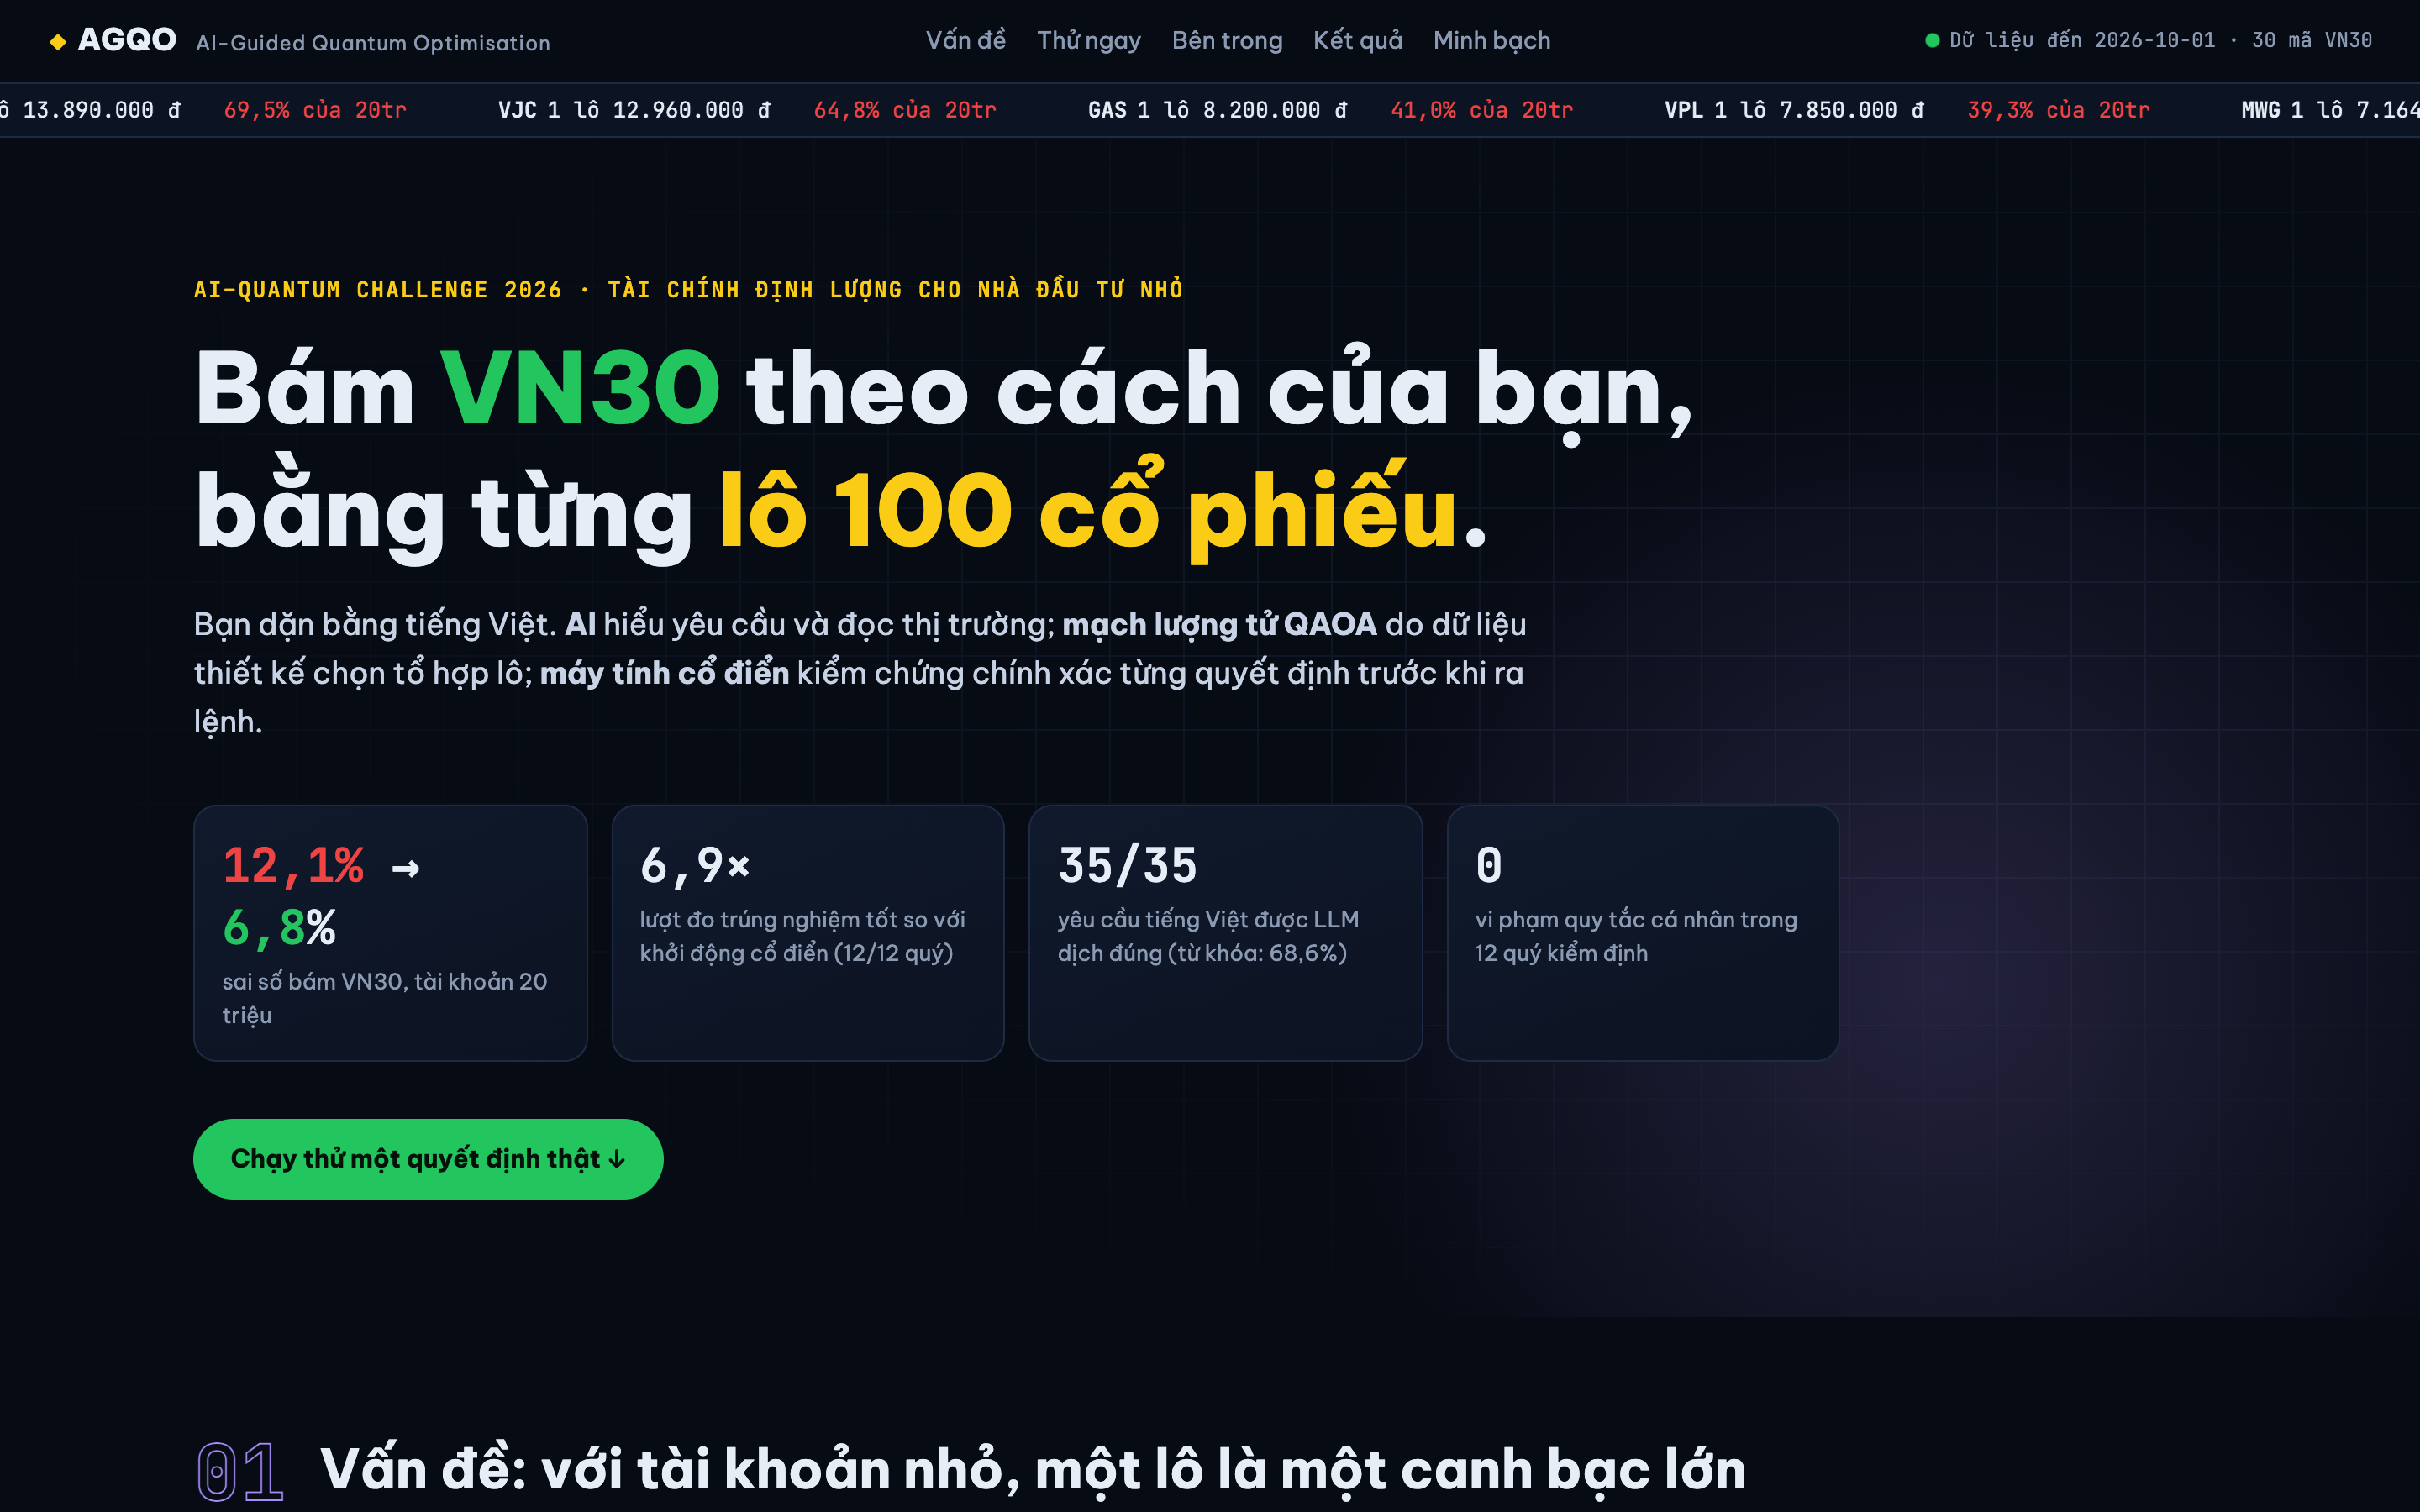 ◆ AGQO AI-Guided Quantum Optimisation
Vấn đề Thử ngay Bên trong Kết quả Minh bạch
Dữ liệu đến 2026-10-01 · 30 mã VN30
ô 13.890.000 đ 69,5% của 20tr VJC 1 lô 12.960.000 đ 64,8% của 20tr GAS 1 lô 8.200.000 đ 41,0% của 20tr VPL 1 lô 7.850.000 đ 39,3% của 20tr MWG 1 lô 7.164
AI-QUANTUM CHALLENGE 2026 · TÀI CHÍNH ĐỊNH LƯỢNG CHO NHÀ ĐẦU TƯ NHỎ
Bám VN30 theo cách của bạn,
bằng từng lô 100 cổ phiếu.
Bạn dặn bằng tiếng Việt. AI hiểu yêu cầu và đọc thị trường; mạch lượng tử QAOA do dữ liệu
thiết kế chọn tổ hợp lô; máy tính cổ điển kiểm chứng chính xác từng quyết định trước khi ra
lệnh.
12,1% →
6,8%
sai số bám VN30, tài khoản 20
triệu
6,9×
lượt đo trúng nghiệm tốt so với
khởi động cổ điển (12/12 quý)
35/35
yêu cầu tiếng Việt được LLM
dịch đúng (từ khóa: 68,6%)
0
vi phạm quy tắc cá nhân trong
12 quý kiểm định
Chạy thử một quyết định thật ↓
01 Vấn đề: với tài khoản nhỏ, một lô là một canh bạc lớn